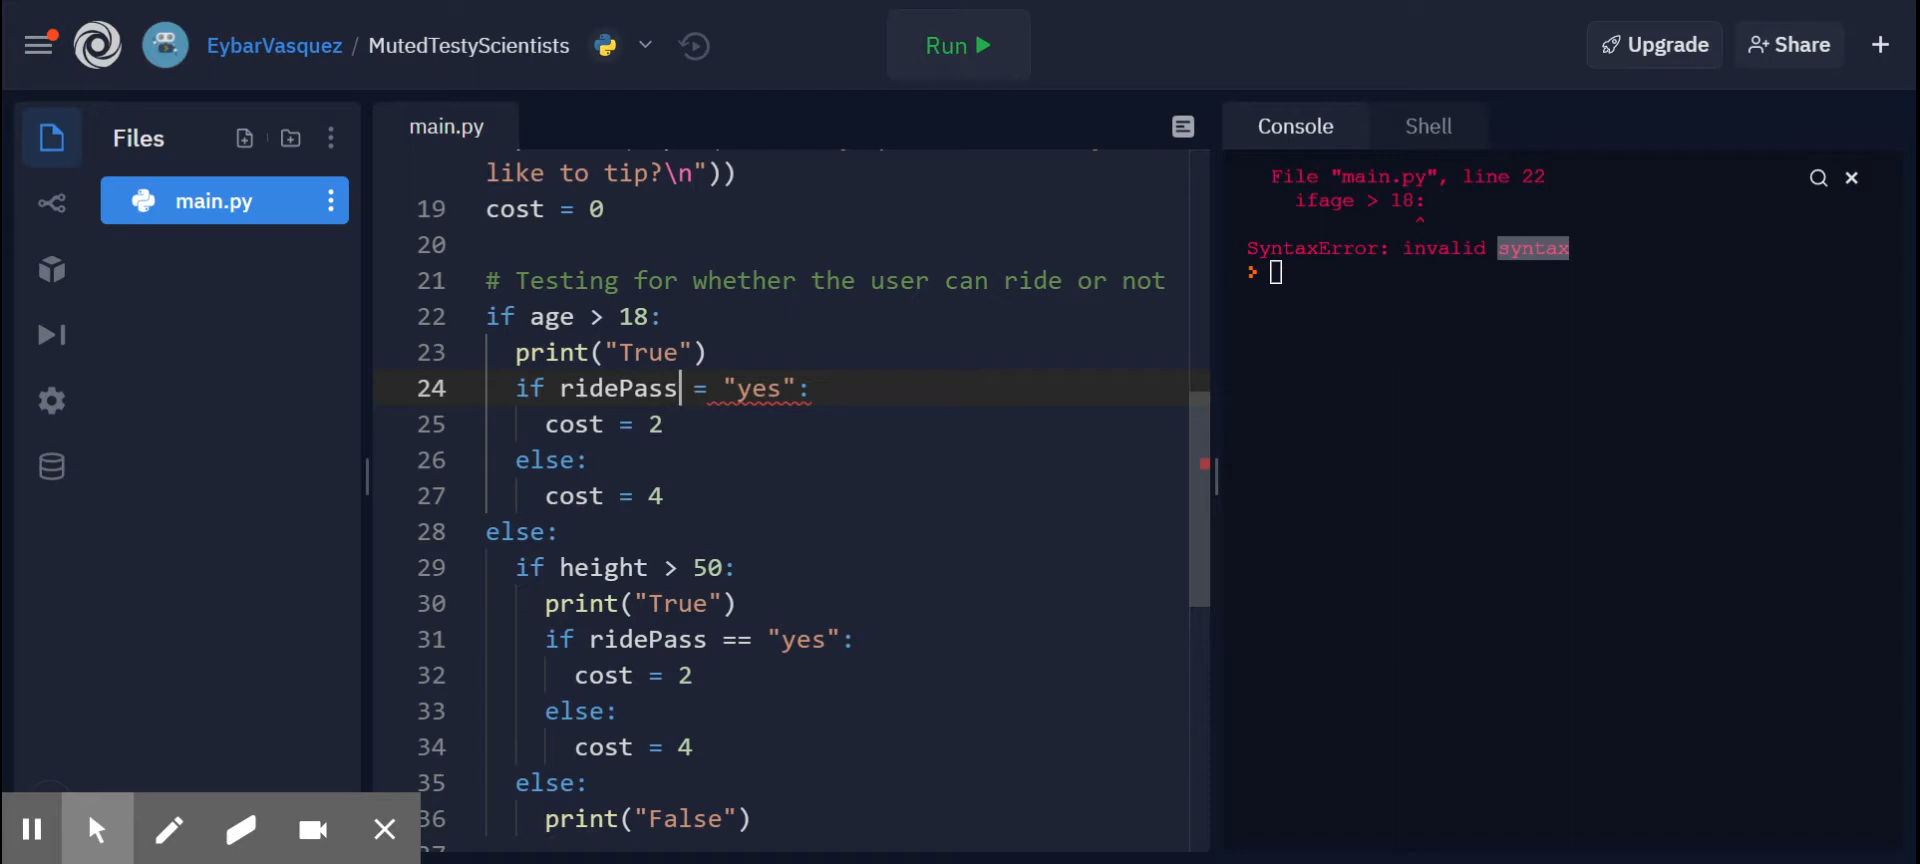 EybarVasquez / MutedTestyScientists
Run
Upgrade
Share
Files
main.py
main.py
like to tip?\n"))
19 cost = 0
20
21 # Testing for whether the user can ride or not
22 if age > 18:
23 print("True")
24 if ridePass = "yes":
25 cost = 2
26 else:
27 cost = 4
28 else:
29 if height > 50:
30 print("True")
31 if ridePass == "yes":
32 cost = 2
33 else:
34 cost = 4
35 else:
36 print("False")
Console
Shell
File "main.py", line 22
ifage > 18:
^
SyntaxError: invalid syntax